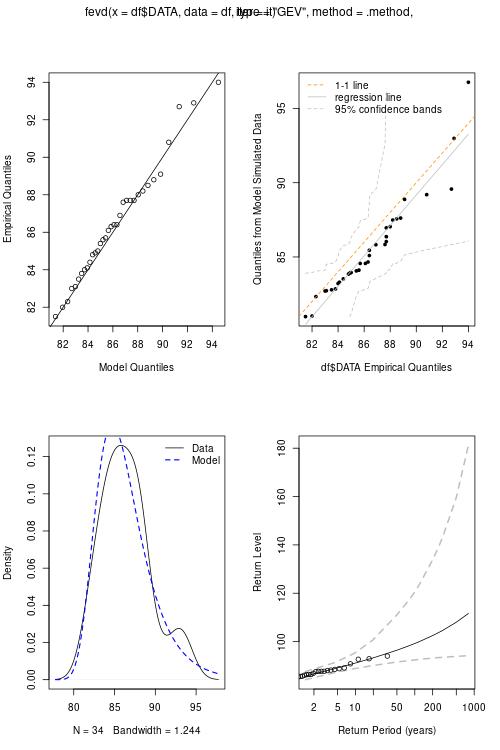 fevd(x = df$DATA, data = df, type = "GEV", method = .method,
94
92
90
88
86
84
82
Empirical Quantiles
82 84 86 88 90 92 94
Model Quantiles
1-1 line
regression line
95% confidence bands
95
90
85
Quantiles from Model Simulated Data
82 84 86 88 90 92 94
df$DATA Empirical Quantiles
Data
Model
0.12
0.10
0.08
0.06
0.04
0.02
0.00
Density
80 85 90 95
N = 34 Bandwidth = 1.244
180
160
140
120
100
Return Level
2 5 10 50 200 1000
Return Period (years)